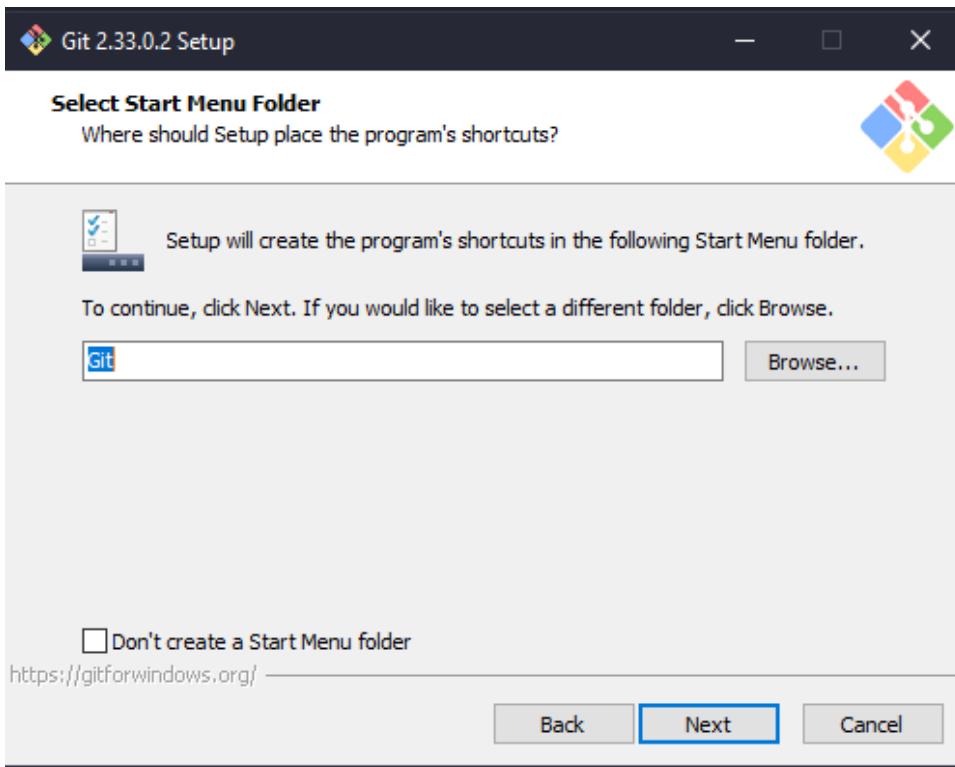 Git 2.33.0.2 Setup
Select Start Menu Folder
Where should Setup place the program's shortcuts?
Setup will create the program's shortcuts in the following Start Menu folder.
To continue, click Next. If you would like to select a different folder, click Browse.
Git
Browse...
Don't create a Start Menu folder
https://gitforwindows.org/
Back
Next
Cancel